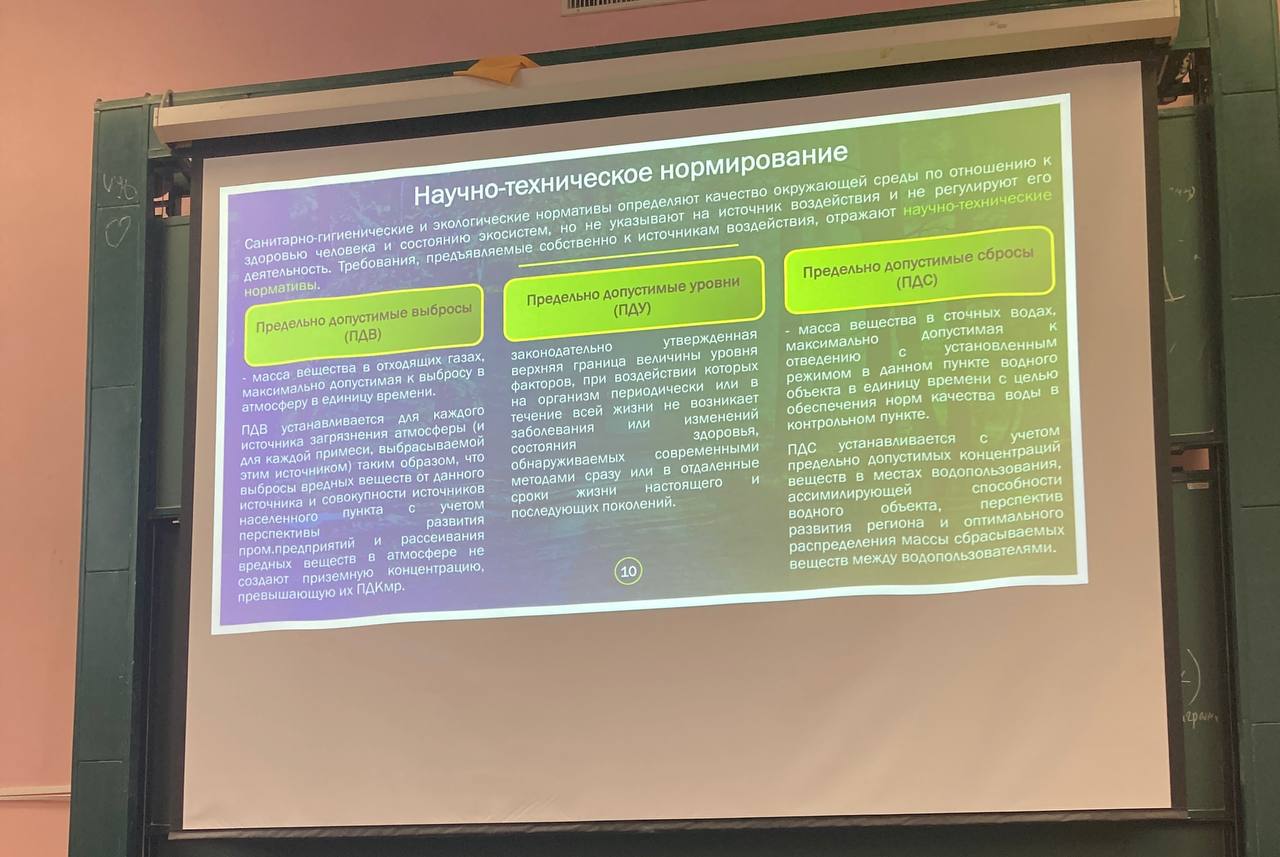 Научно-техническое нормирование
Санитарно-гигиенические и экологические нормативы определяют качество окружающей среды по отношению к
здоровью человека и состоянию экосистем, но не указывают на источник воздействия и не регулируют его
деятельность. Требования, предъявляемые собственно к источникам воздействия, отражают научно-технические
нормативы.
Предельно допустимые выбросы
(ПДВ)
- масса вещества в отходящих газах,
максимально допустимая к выбросу в
атмосферу в единицу времени.
ПДВ устанавливается для каждого
источника загрязнения атмосферы (и
для каждой примеси, выбрасываемой
этим источником) таким образом, что
выбросы вредных веществ от данного
источника и совокупности источников
населенного пункта с учетом
перспективы развития
пром.предприятий и рассеивания
вредных веществ в атмосфере не
создают приземную концентрацию,
превышающую их ПДКмр.
Предельно допустимые уровни
(ПДУ)
законодательно утвержденная
верхняя граница величины уровня
факторов, при воздействии которых
на организм периодически или в
течение всей жизни не возникает
заболевания или изменений
состояния здоровья,
обнаруживаемых современными
методами сразу или в отдаленные
сроки жизни настоящего и
последующих поколений.
Предельно допустимые сбросы
(ПДС)
- масса вещества в сточных водах,
максимально допустимая к
отведению с установленным
режимом в данном пункте водного
объекта в единицу времени с целью
обеспечения норм качества воды в
контрольном пункте.
ПДС устанавливается с учетом
предельно допустимых концентраций
веществ в местах водопользования,
ассимилирующей способности
водного объекта, перспектив
развития региона и оптимального
распределения массы сбрасываемых
веществ между водопользователями.
10